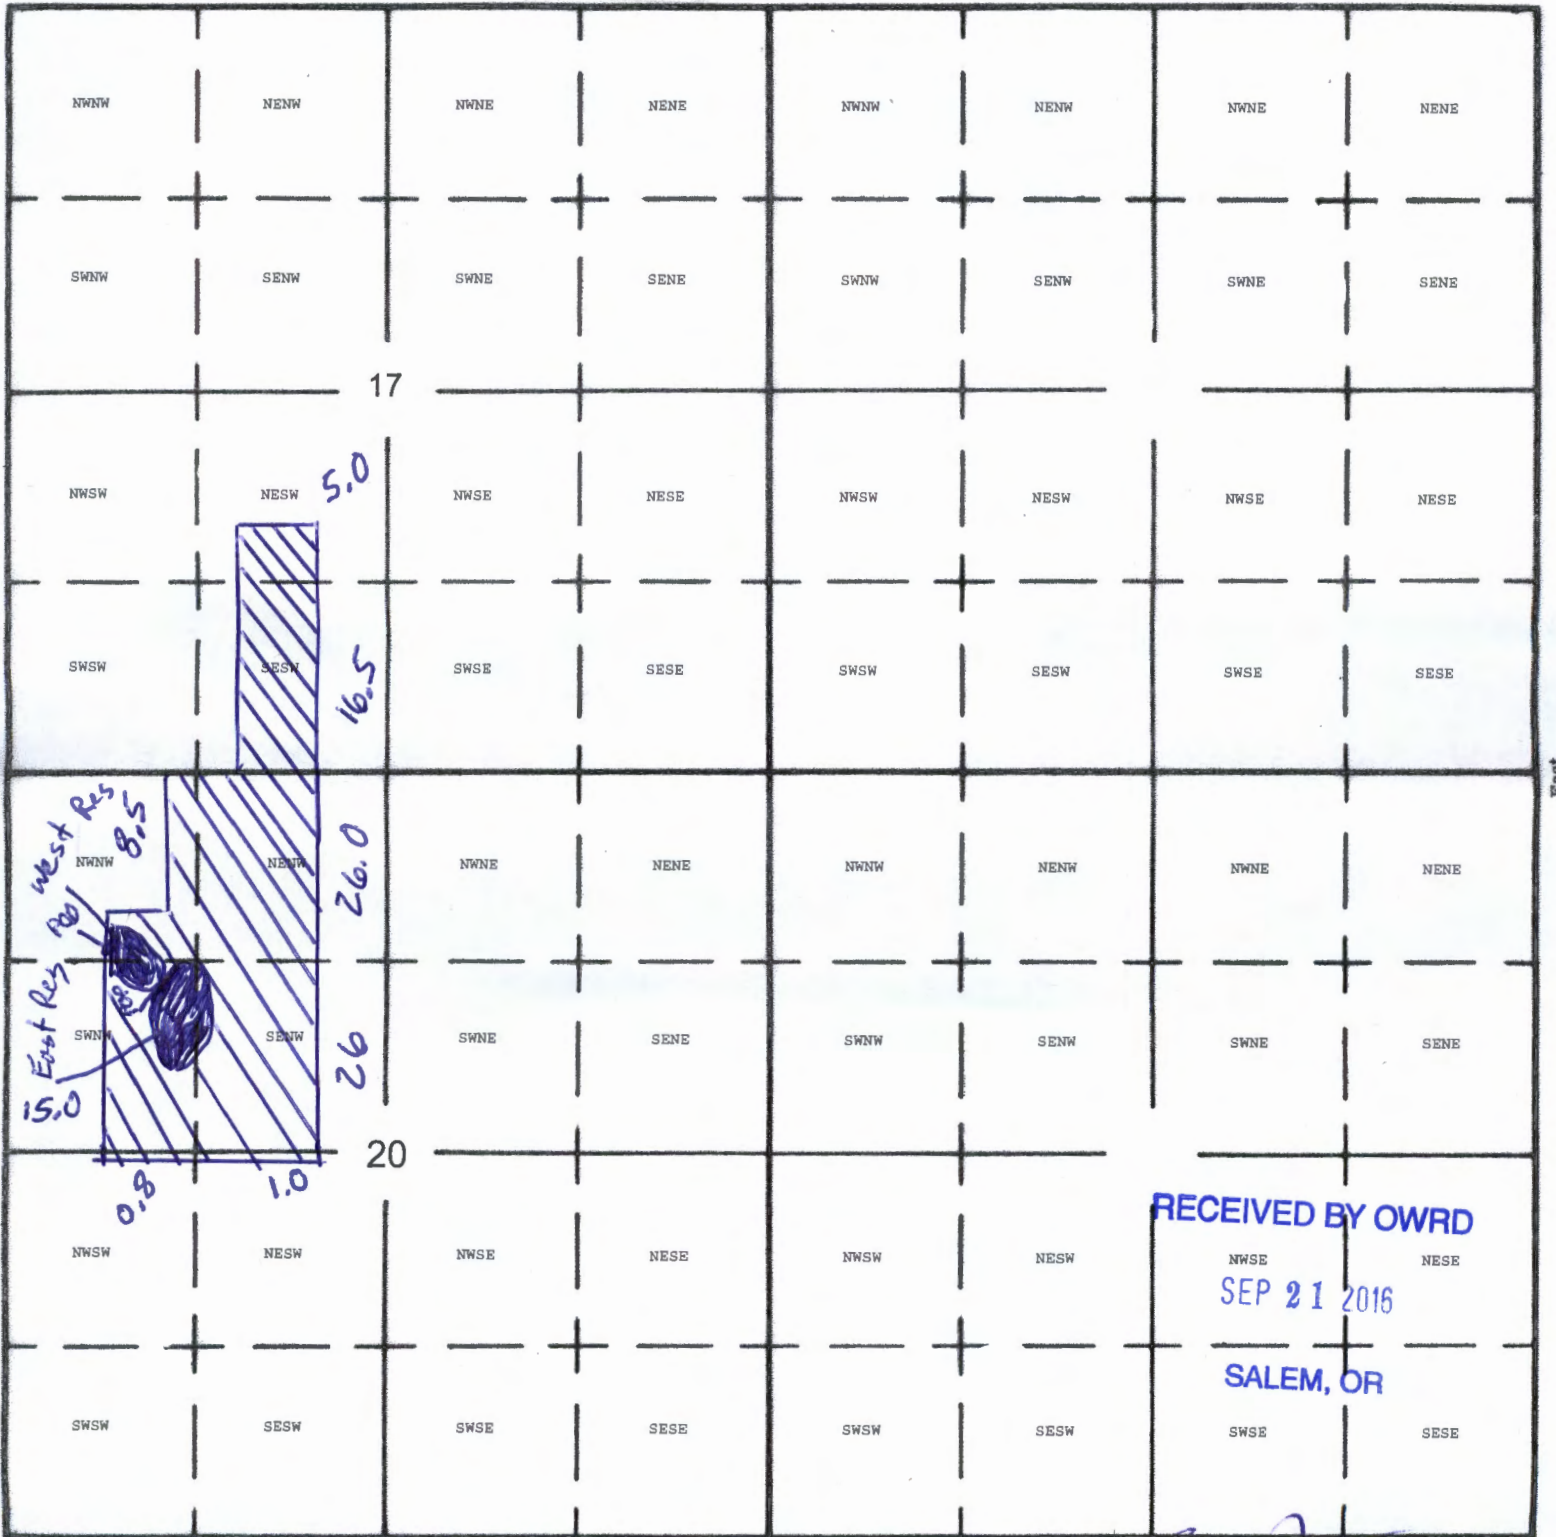 NWNW NENW NWNE NENE NWNW NENW NWNE NENE
SWNW SENW SWNE SENE SWNW SENW SWNE SENE
17
5.0
NWSW NESW NWSE NESE NWSW NESW NWSE NESE
SWSW SESW SWSE SESE SWSW SESW SWSE SESE
16.5
West Res
8.5
NWNW NENW NWNE NENE NWNW NENW NWNE NENE
26.0
East Res
SWNW SENW SWNE SENE SWNW SENW SWNE SENE
26
15.0
20
0.8
1.0
RECEIVED BY OWRD
NWSW NESW NWSE NESE NWSW NESW NWSE NESE
SEP 21 2016
SALEM, OR
SWSW SESW SWSE SESE SWSW SESW SWSE SESE